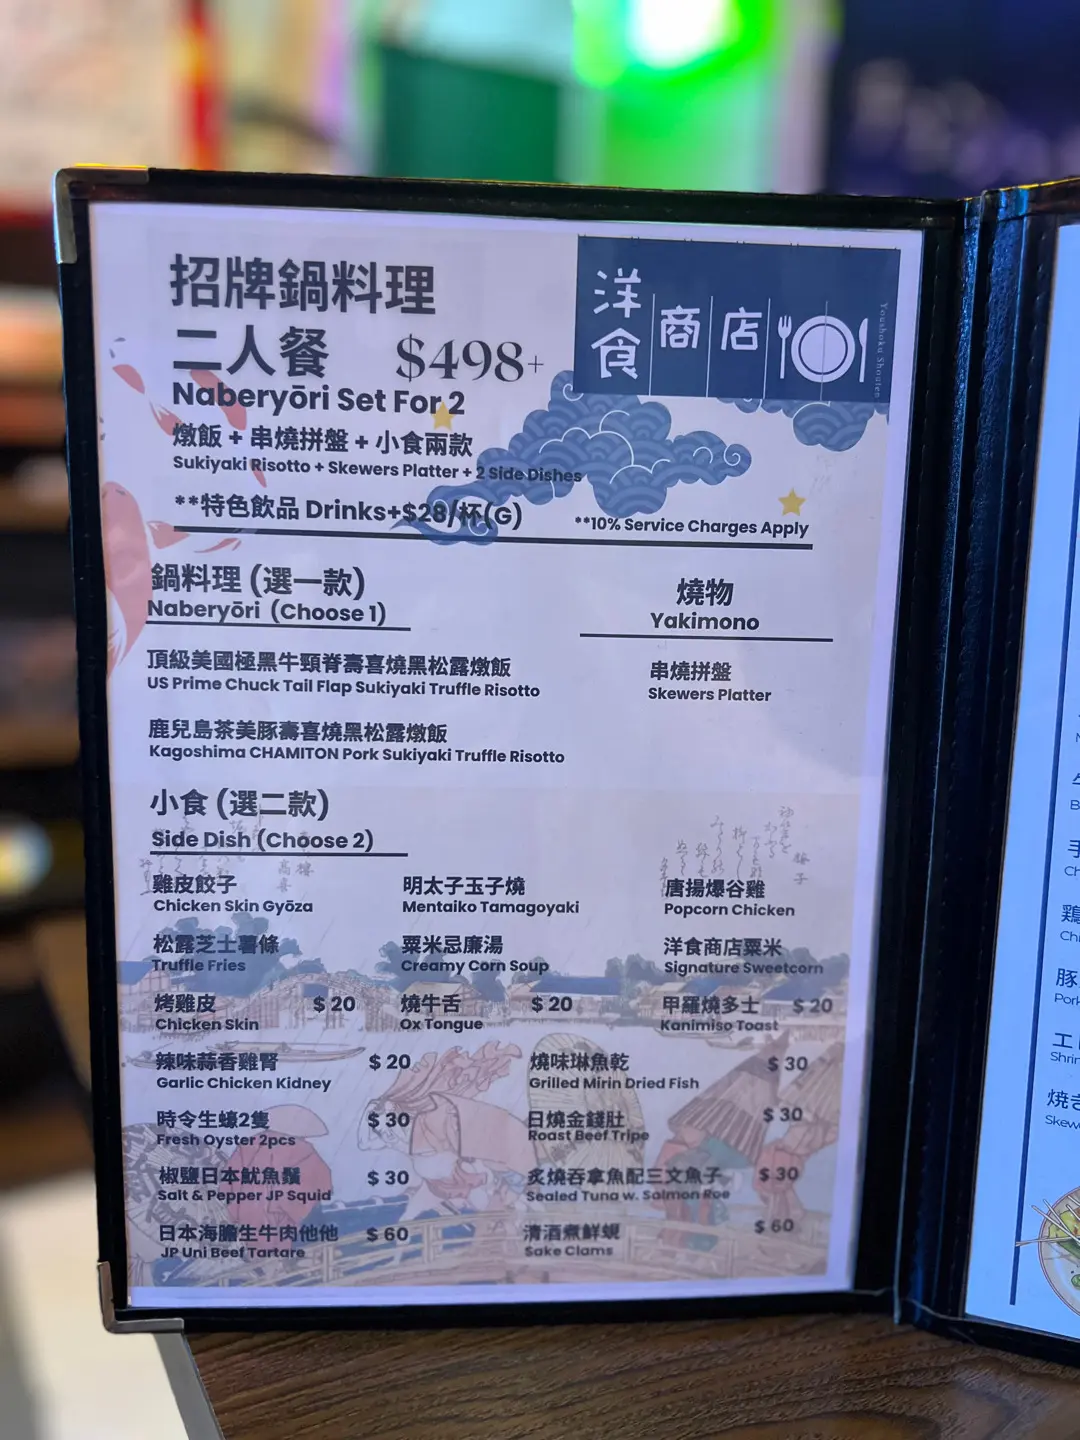 招牌鍋料理
二人餐 $498+
Naberyōri Set For 2
燉飯 + 串燒拼盤 + 小食兩款
Sukiyaki Risotto + Skewers Platter + 2 Side Dishes
**特色飲品 Drinks+$28/杯(G)
**10% Service Charges Apply
洋食商店
Youshoku Shouten
鍋料理 (選一款)
Naberyōri (Choose 1)
頂級美國極黑牛頸脊壽喜燒黑松露燉飯
US Prime Chuck Tail Flap Sukiyaki Truffle Risotto
鹿兒島茶美豚壽喜燒黑松露燉飯
Kagoshima CHAMITON Pork Sukiyaki Truffle Risotto
燒物
Yakimono
串燒拼盤
Skewers Platter
小食 (選二款)
Side Dish (Choose 2)
雞皮餃子 明太子玉子燒 唐揚爆谷雞
Chicken Skin Gyōza Mentaiko Tamagoyaki Popcorn Chicken
松露芝士薯條 粟米忌廉湯 洋食商店粟米
Truffle Fries Creamy Corn Soup Signature Sweetcorn
烤雞皮 $ 20 燒牛舌 $ 20 甲羅燒多士 $ 20
Chicken Skin Ox Tongue Kanimiso Toast
辣味蒜香雞腎 $ 20 燒味琳魚乾 $ 30
Garlic Chicken Kidney Grilled Mirin Dried Fish
時令生蠔2隻 $ 30 日燒金錢肚 $ 30
Fresh Oyster 2pcs Roast Beef Tripe
椒鹽日本魷魚鬚 $ 30 炙燒吞拿魚配三文魚子 $ 30
Salt & Pepper JP Squid Sealed Tuna w. Salmon Roe
日本海膽生牛肉他他 $ 60 清酒煮鮮蜆 $ 60
JP Uni Beef Tartare Sake Clams